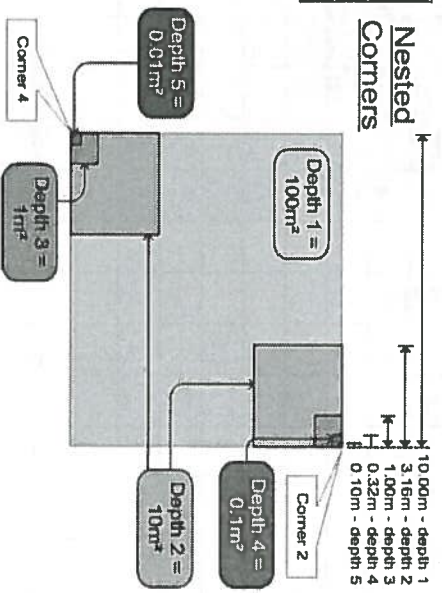 Nested
Corners
10.00m - depth 1
3.16m - depth 2
1.00m - depth 3
0.32m - depth 4
0.10m - depth 5
Depth 1 =
100m²
Corner 2
Depth 5 =
0.01m²
Corner 4
Depth 3 =
1m²
Depth 2 =
10m²
Depth 4 =
0.1m²